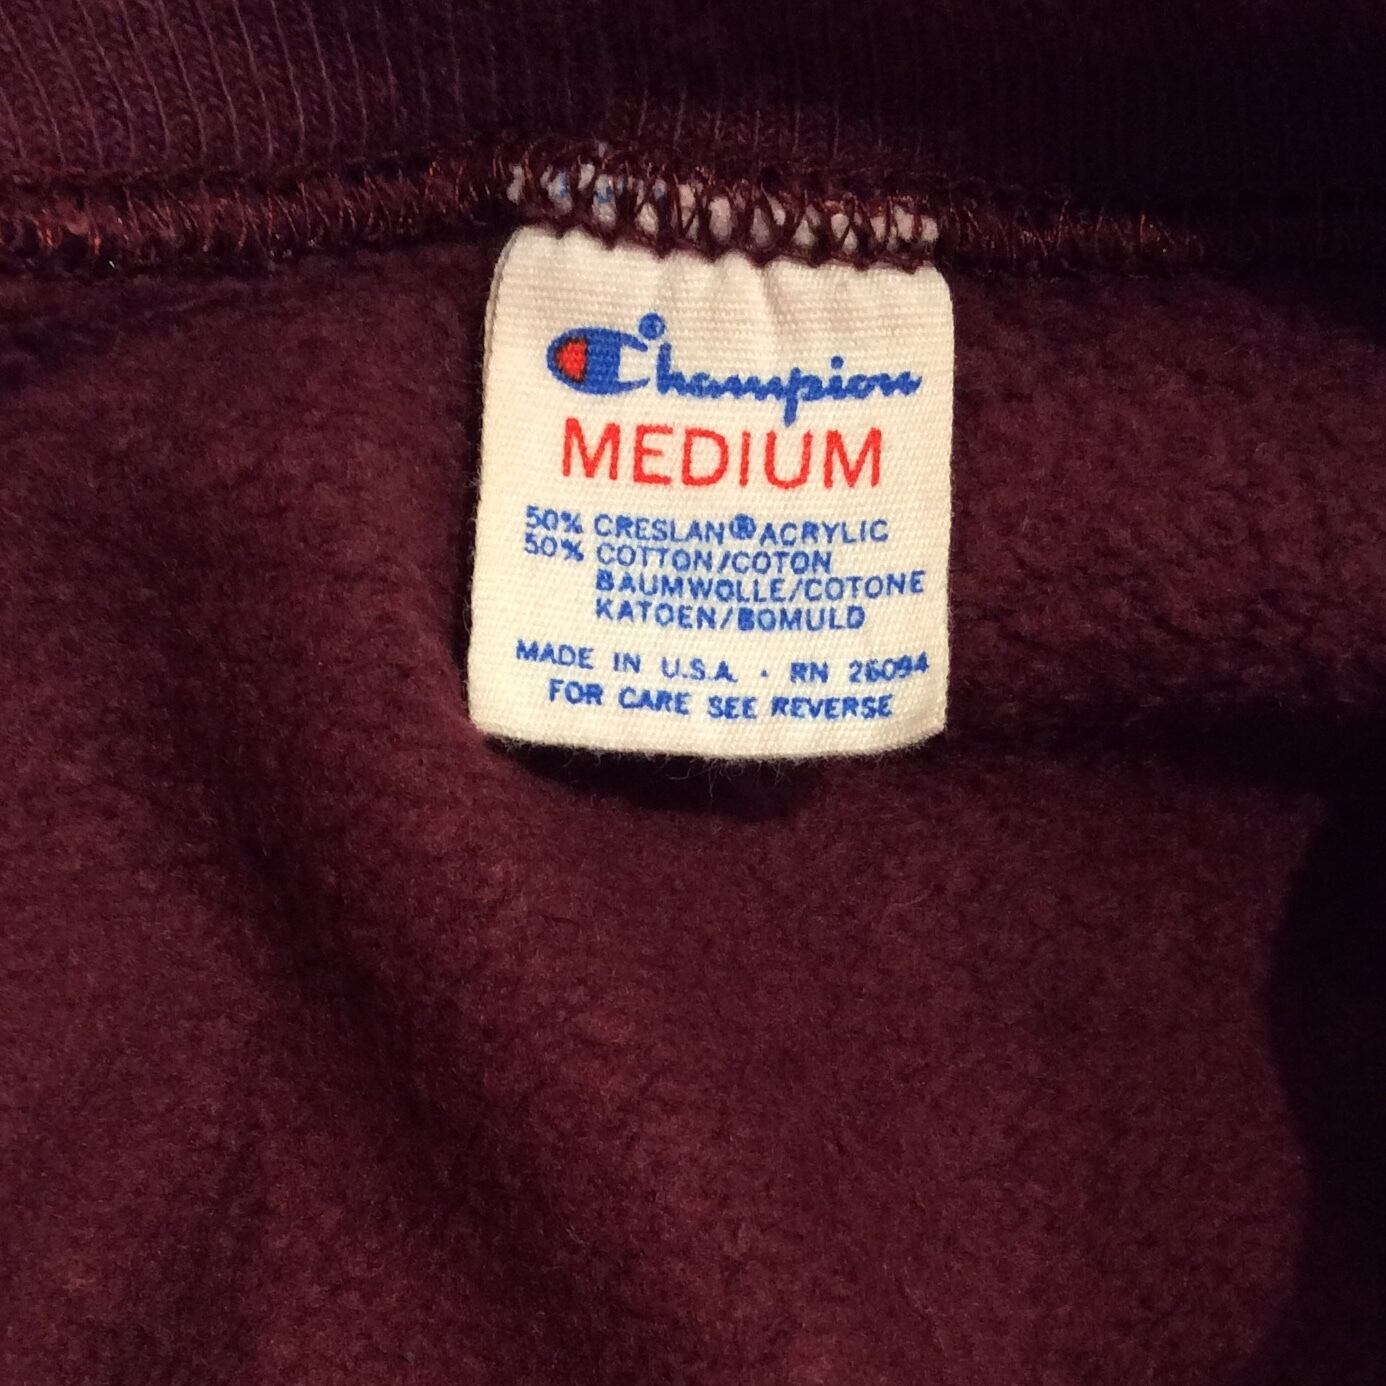 Champion®
MEDIUM
50% CRESLAN® ACRYLIC
50% COTTON/COTON
BAUMWOLLE/COTONE
KATOEN/BOMULD
MADE IN U.S.A. · RN 26094
FOR CARE SEE REVERSE